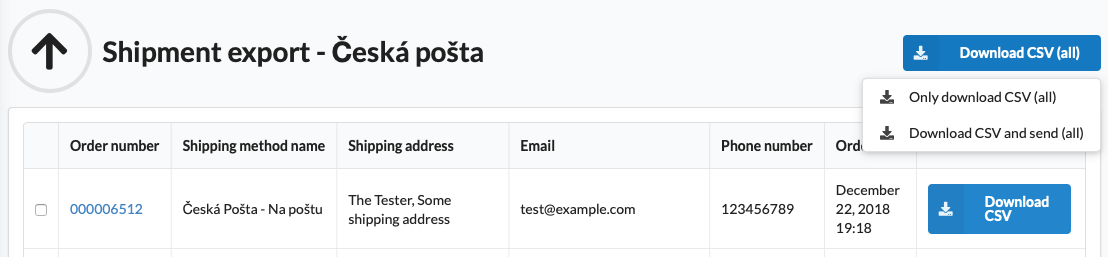 Shipment export - Česká pošta
Download CSV (all)
Only download CSV (all)
Download CSV and send (all)
Order number Shipping method name Shipping address Email Phone number
000006512 Česká Pošta - Na poštu The Tester, Some shipping address test@example.com 123456789 December 22, 2018 19:18 Download CSV